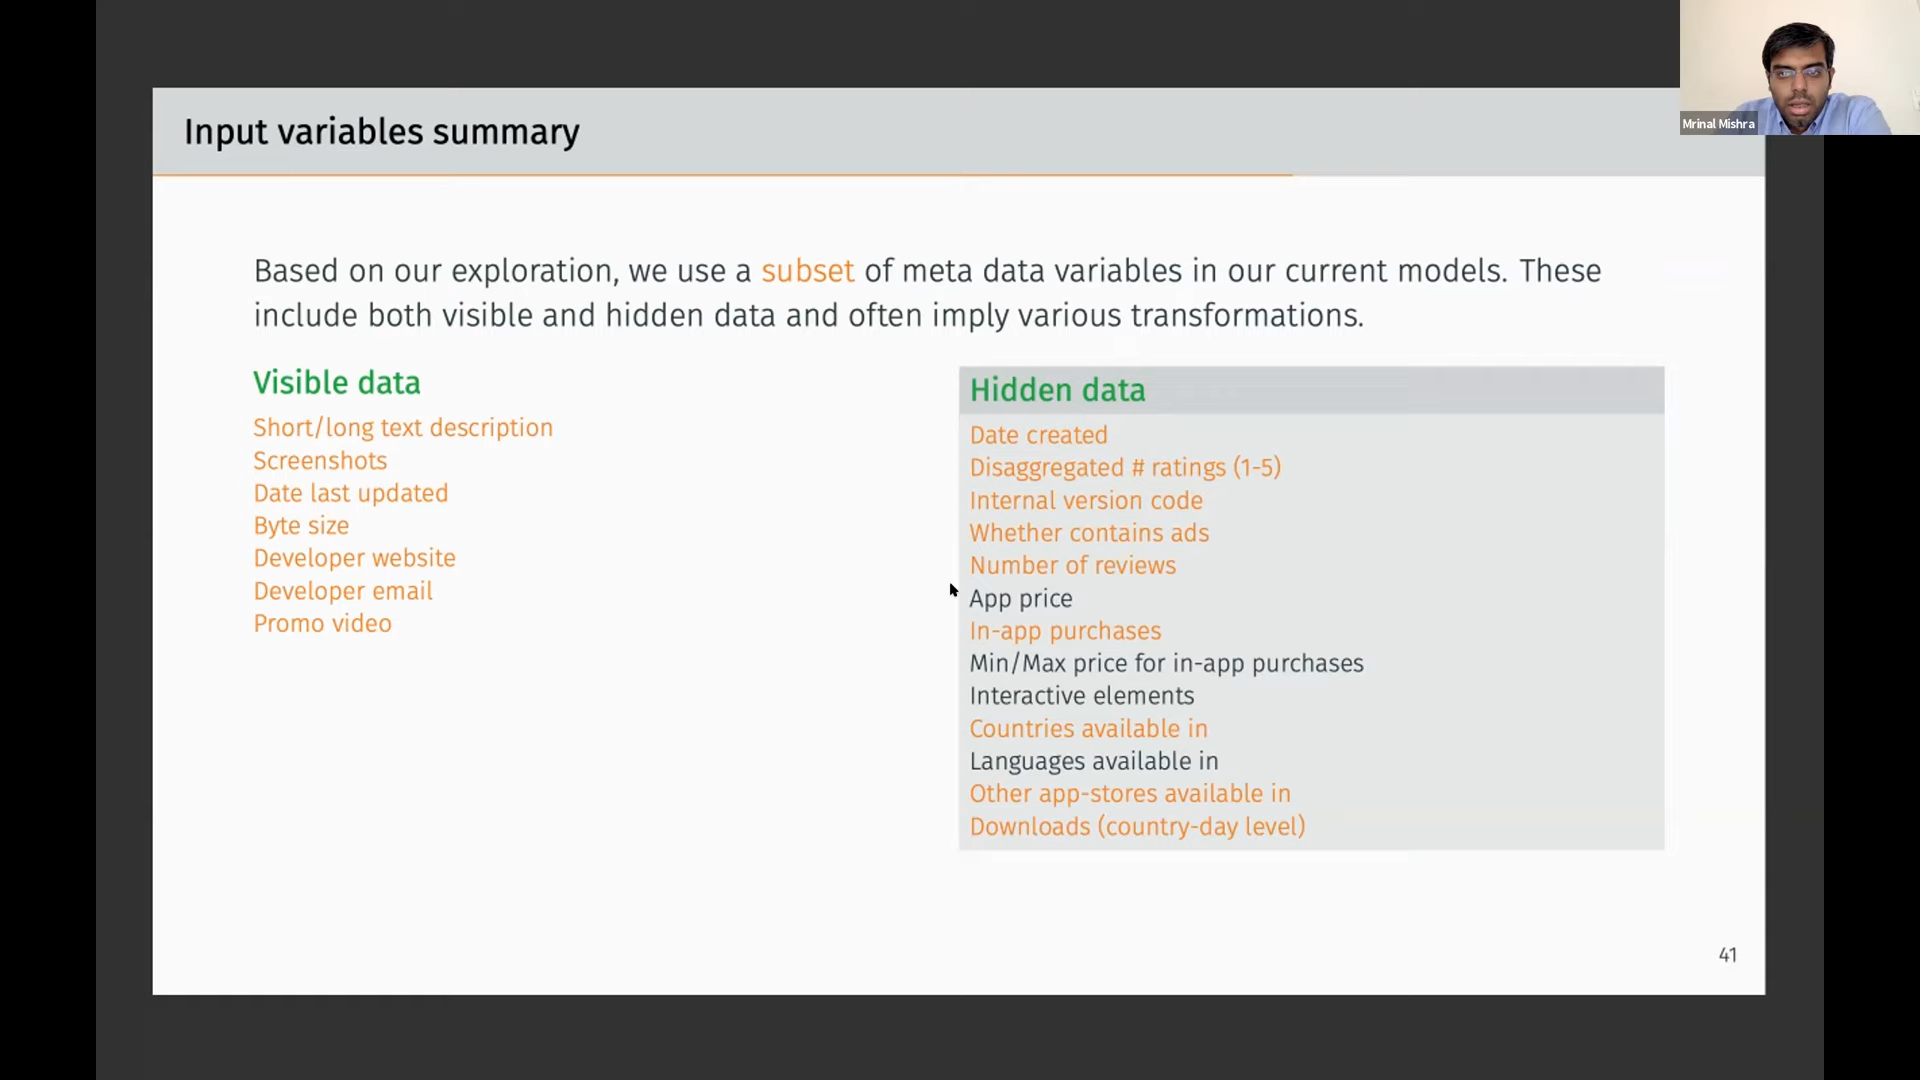 Input variables summary
Mrinal Mishra
Based on our exploration, we use a subset of meta data variables in our current models. These
include both visible and hidden data and often imply various transformations.
Visible data
Short/long text description
Screenshots
Date last updated
Byte size
Developer website
Developer email
Promo video
Hidden data
Date created
Disaggregated # ratings (1-5)
Internal version code
Whether contains ads
Number of reviews
App price
In-app purchases
Min/Max price for in-app purchases
Interactive elements
Countries available in
Languages available in
Other app-stores available in
Downloads (country-day level)
41